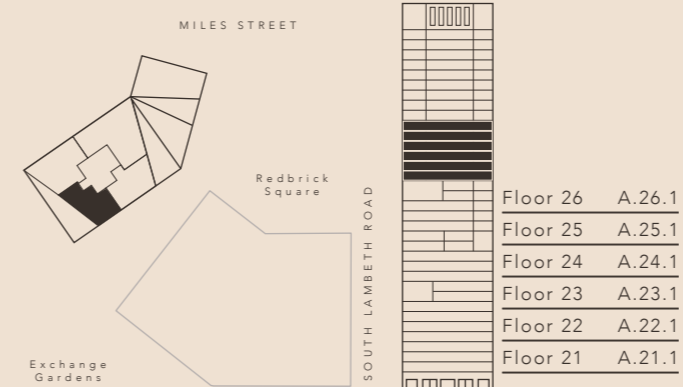 MILES STREET
Redbrick
Square
SOUTH LAMBETH ROAD
Floor 26 A.26.1
Floor 25 A.25.1
Floor 24 A.24.1
Floor 23 A.23.1
Floor 22 A.22.1
Floor 21 A.21.1
Exchange
Gardens